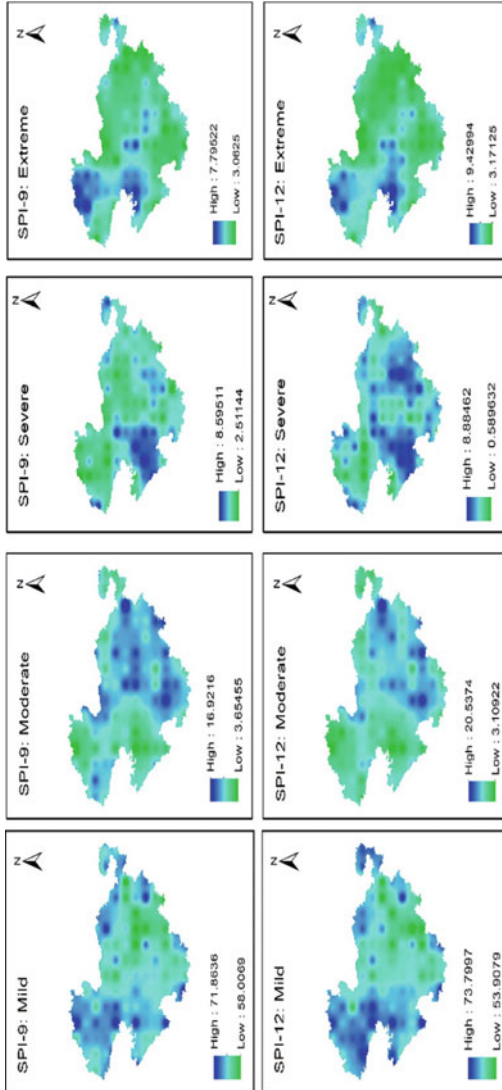 SPI-9: Mild
N
High : 71.8636
Low : 58.0069
SPI-9: Moderate
N
High : 16.9216
Low : 3.65455
SPI-9: Severe
N
High : 8.59511
Low : 2.51144
SPI-9: Extreme
N
High : 7.79522
Low : 3.0625
SPI-12: Mild
N
High : 73.7997
Low : 53.9079
SPI-12: Moderate
N
High : 20.5374
Low : 3.10922
SPI-12: Severe
N
High : 8.88462
Low : 0.589632
SPI-12: Extreme
N
High : 9.42994
Low : 3.17125